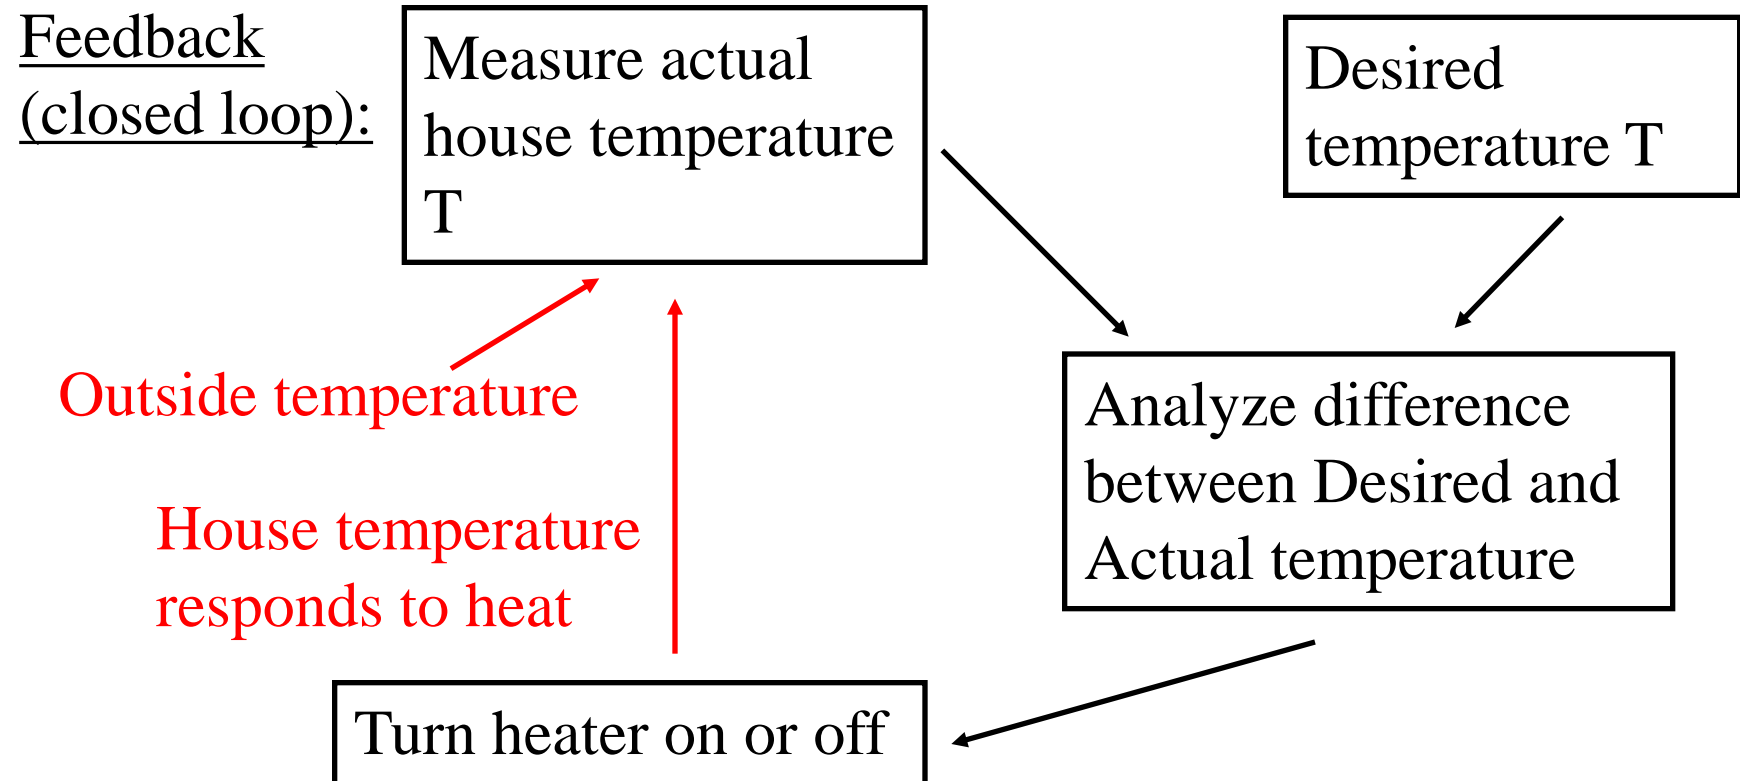 Feedback
(closed loop):
Measure actual
house temperature
T
Desired
temperature T
Outside temperature
Analyze difference
between Desired and
Actual temperature
House temperature
responds to heat
Turn heater on or off